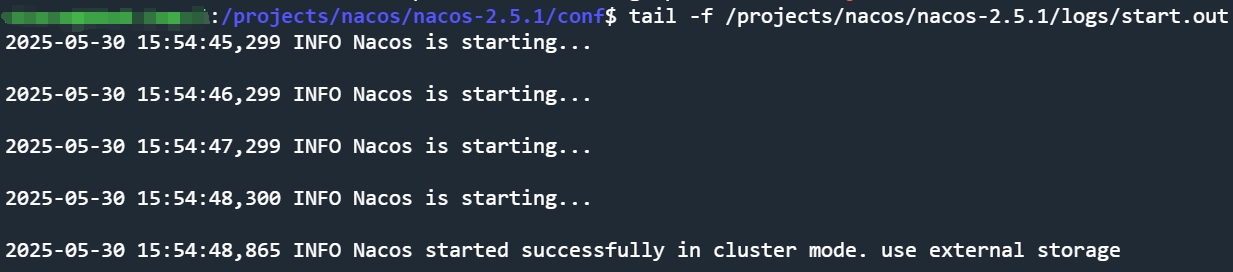 :/projects/nacos/nacos-2.5.1/conf$ tail -f /projects/nacos/nacos-2.5.1/logs/start.out
2025-05-30 15:54:45,299 INFO Nacos is starting...
2025-05-30 15:54:46,299 INFO Nacos is starting...
2025-05-30 15:54:47,299 INFO Nacos is starting...
2025-05-30 15:54:48,300 INFO Nacos is starting...
2025-05-30 15:54:48,865 INFO Nacos started successfully in cluster mode. use external storage